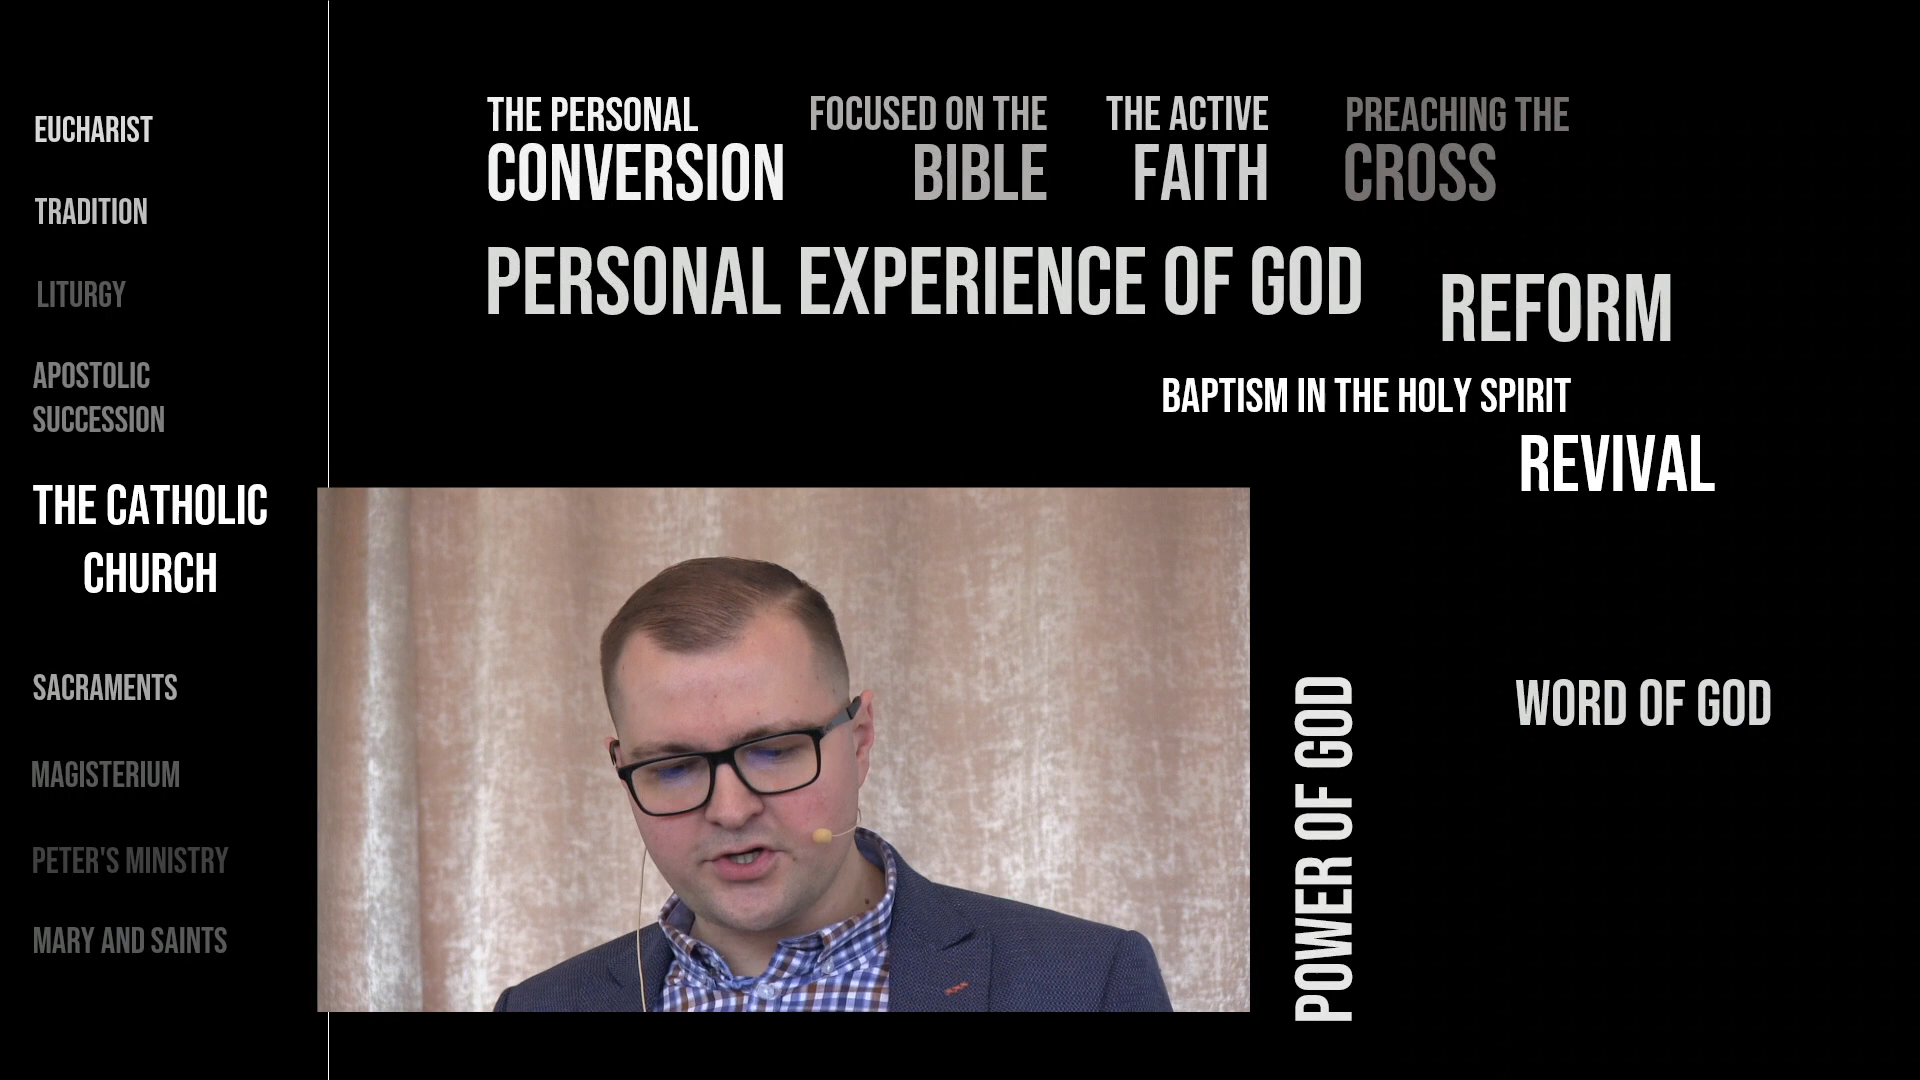 EUCHARIST
TRADITION
LITURGY
APOSTOLIC
SUCCESSION
THE CATHOLIC
CHURCH
SACRAMENTS
MAGISTERIUM
PETER'S MINISTRY
MARY AND SAINTS
THE PERSONAL
CONVERSION
FOCUSED ON THE
BIBLE
THE ACTIVE
FAITH
PREACHING THE
CROSS
PERSONAL EXPERIENCE OF GOD
REFORM
BAPTISM IN THE HOLY SPIRIT
REVIVAL
POWER OF GOD
WORD OF GOD